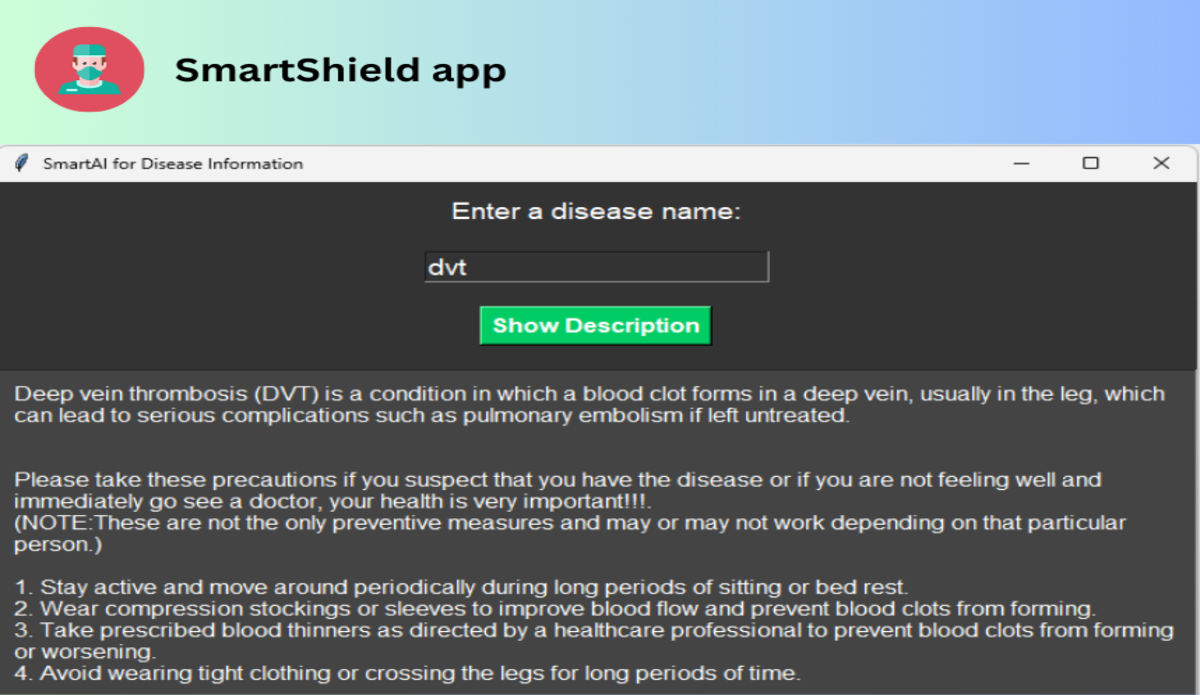 SmartShield app
SmartAI for Disease Information
Enter a disease name:
dvt
Show Description
Deep vein thrombosis (DVT) is a condition in which a blood clot forms in a deep vein, usually in the leg, which
can lead to serious complications such as pulmonary embolism if left untreated.
Please take these precautions if you suspect that you have the disease or if you are not feeling well and
immediately go see a doctor, your health is very important!!!.
(NOTE:These are not the only preventive measures and may or may not work depending on that particular
person.)
1. Stay active and move around periodically during long periods of sitting or bed rest.
2. Wear compression stockings or sleeves to improve blood flow and prevent blood clots from forming.
3. Take prescribed blood thinners as directed by a healthcare professional to prevent blood clots from forming
or worsening.
4. Avoid wearing tight clothing or crossing the legs for long periods of time.